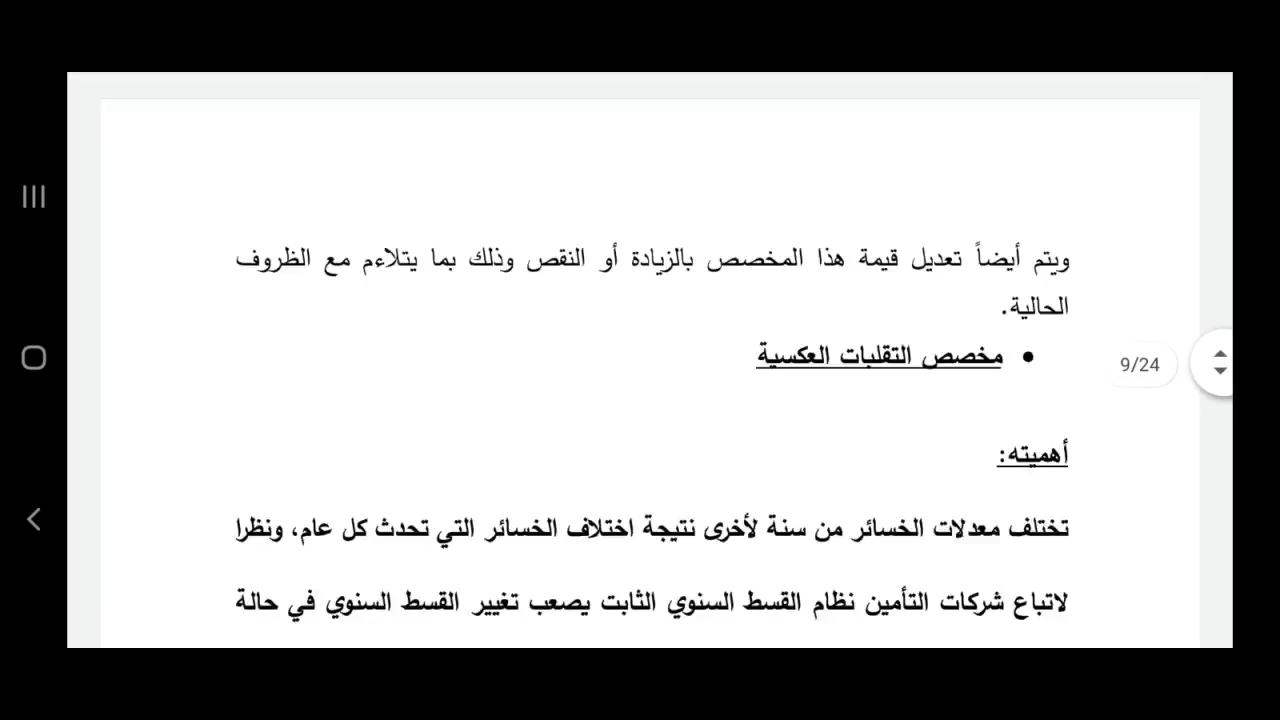 ويتم أيضاً تعديل قيمة هذا المخصص بالزيادة أو النقص وذلك بما يتلاءم مع الظروف
الحالية.
• مخصص التقلبات العكسية
9/24
أهميته:
تختلف معدلات الخسائر من سنة لأخرى نتيجة اختلاف الخسائر التي تحدث كل عام، ونظرا
لاتباع شركات التأمين نظام القسط السنوي الثابت يصعب تغيير القسط السنوي في حالة